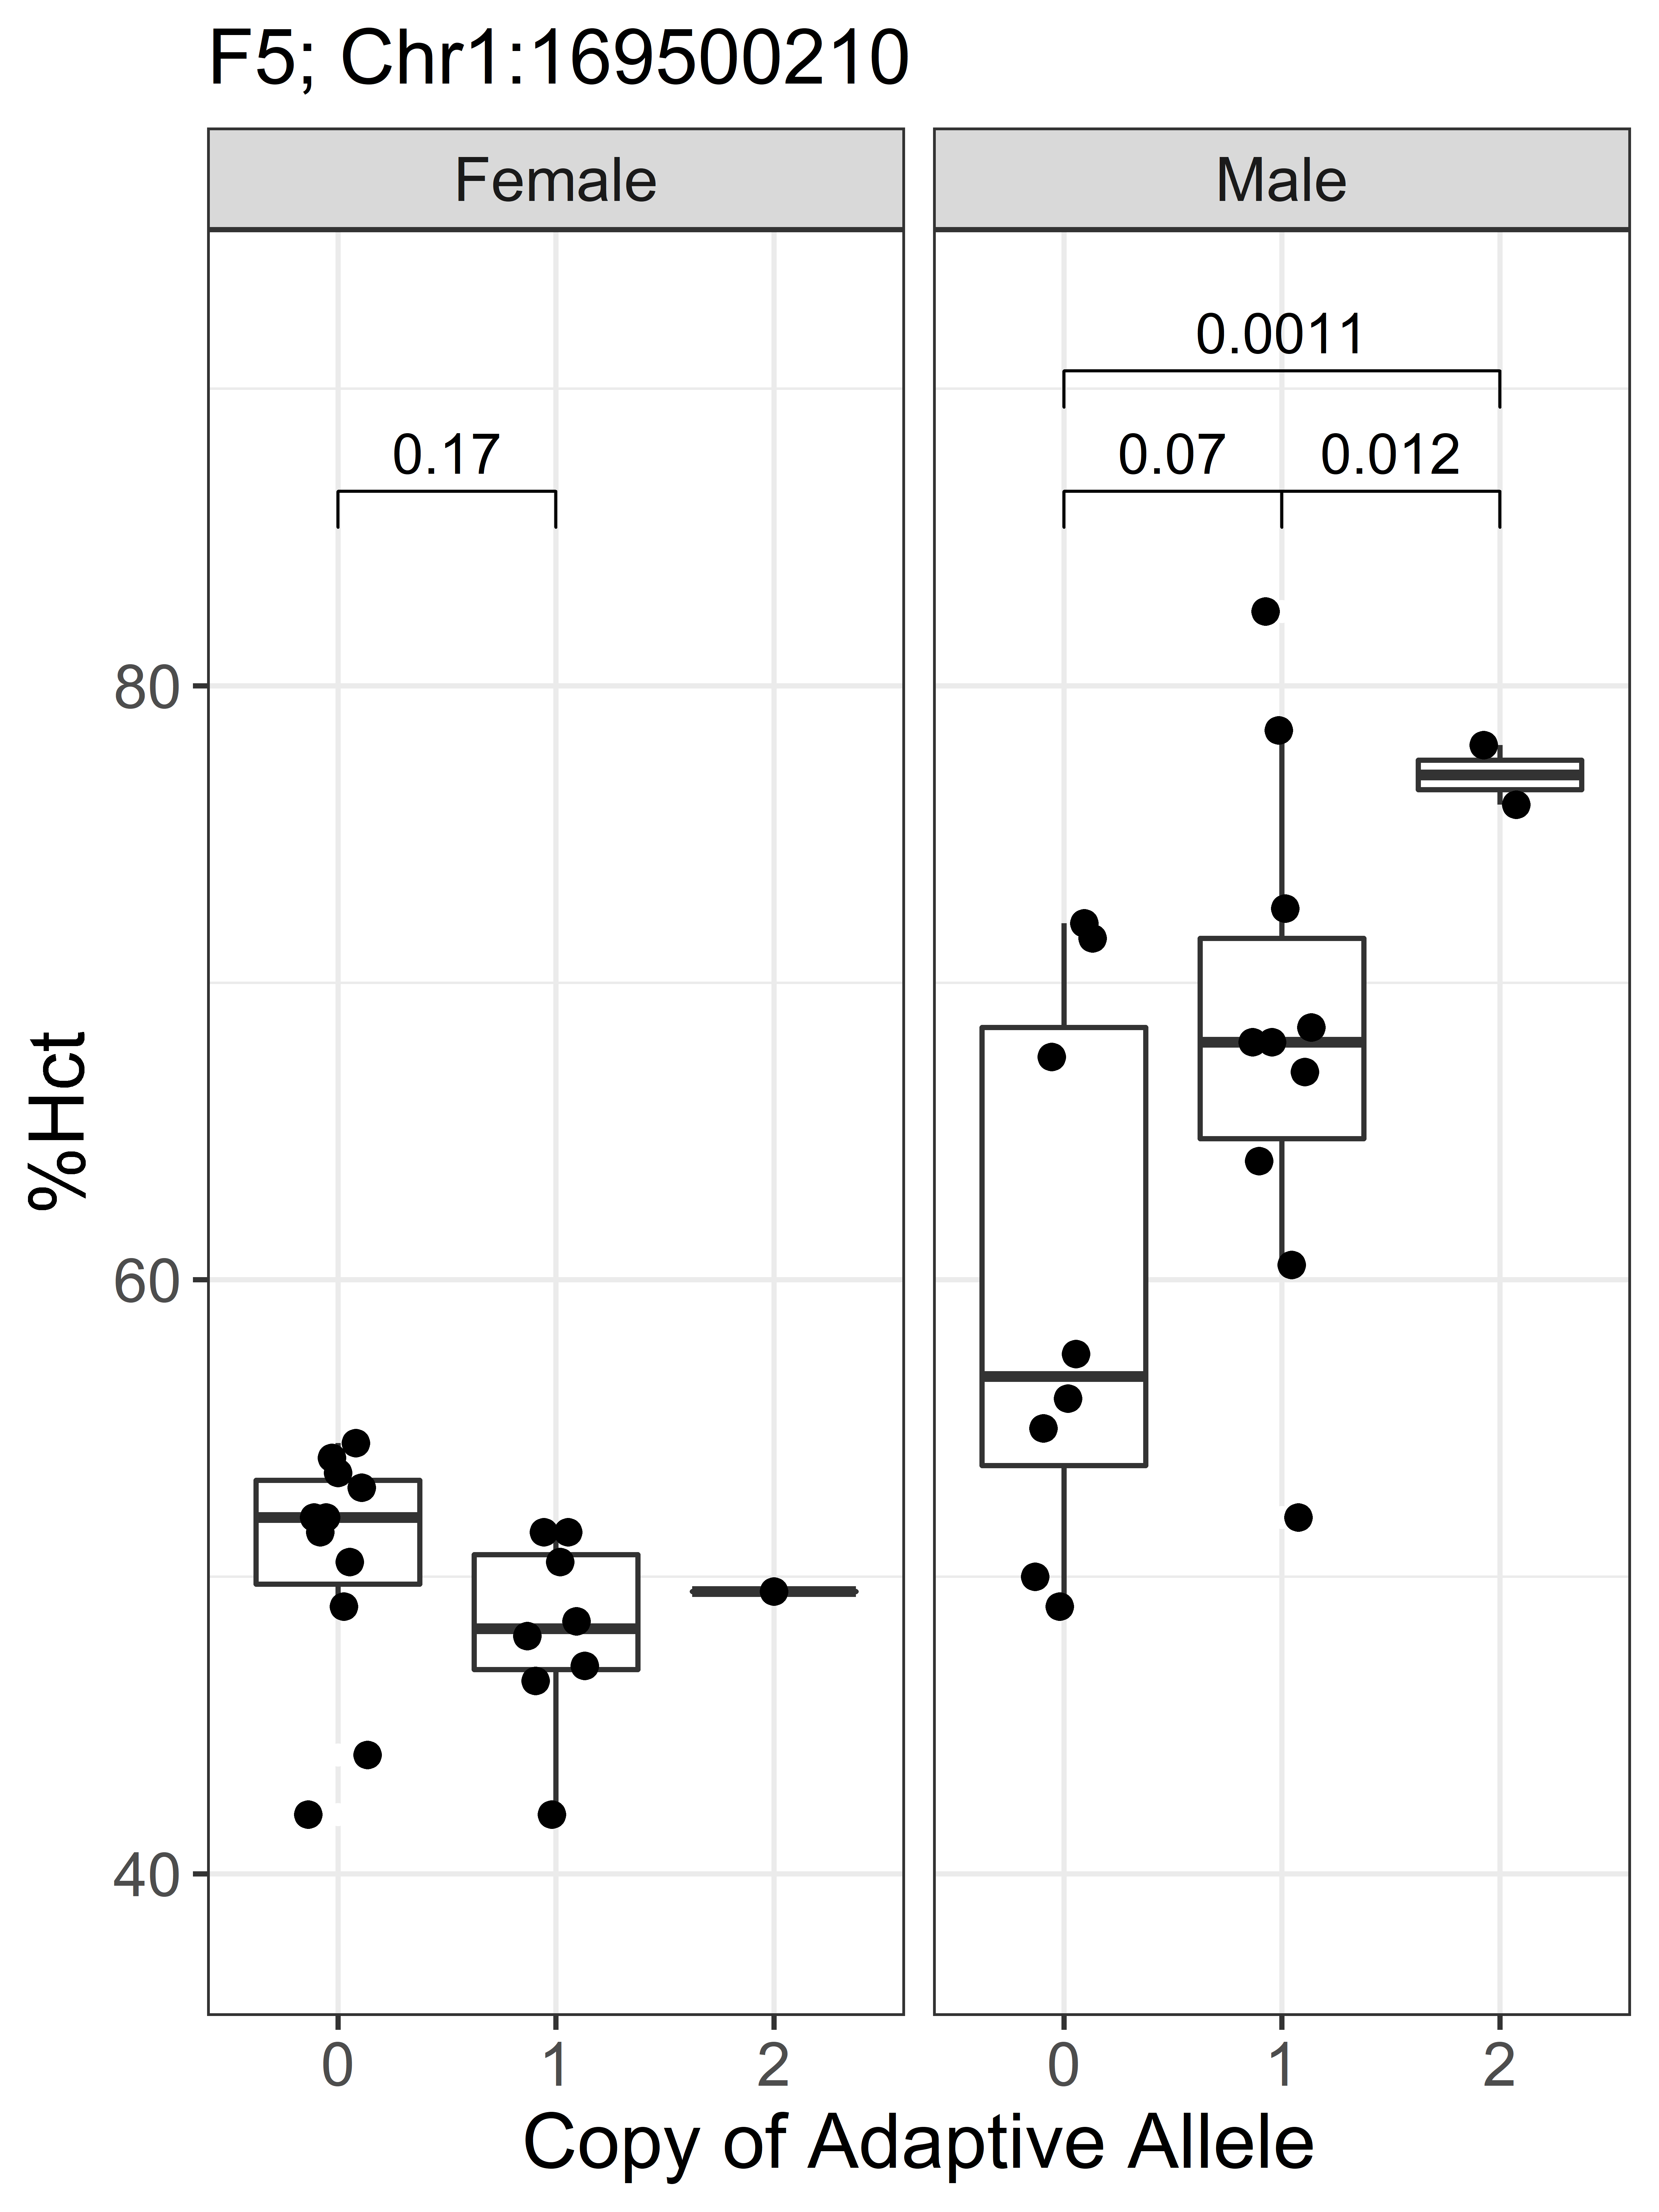 F5; Chr1:169500210
Female
Male
0.0011
0.17
0.07
0.012
80
60
40
%Hct
0 1 2
0 1 2
Copy of Adaptive Allele